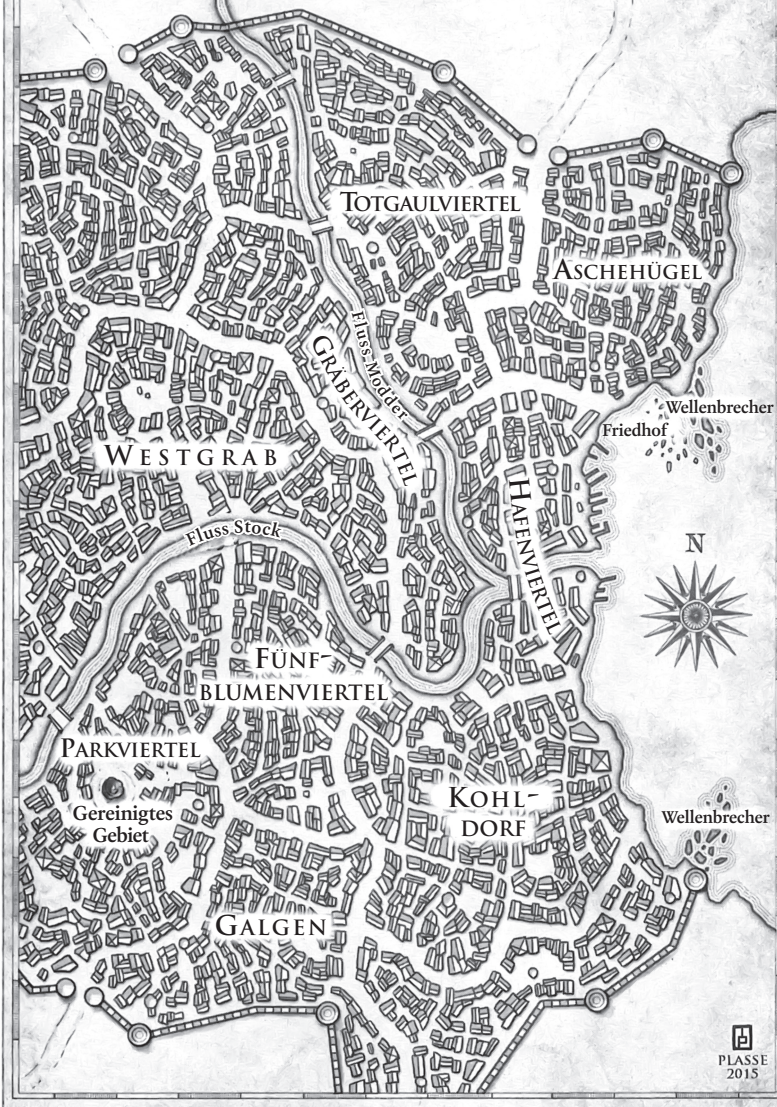 TOTGAULVIERTEL
ASCHEHÜGEL
Fluss Modder
GRÄBERVIERTEL
Wellenbrecher
Friedhof
WESTGRAB
HAFENVIERTEL
Fluss Stock
N
FÜNF-
BLUMENVIERTEL
PARKVIERTEL
Gereinigtes
Gebiet
KOHL-
DORF
Wellenbrecher
GALGEN
PLASSE
2015